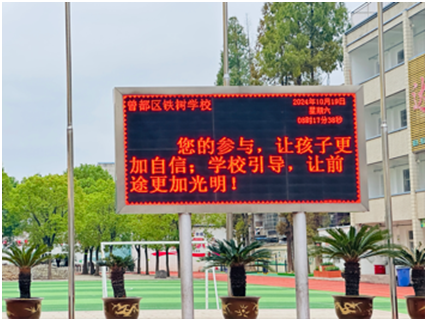 曾都区铁树学校
2024年10月19日
星期六
08时17分36秒
您的参与，让孩子更
加自信；学校引导，让前
途更加光明！